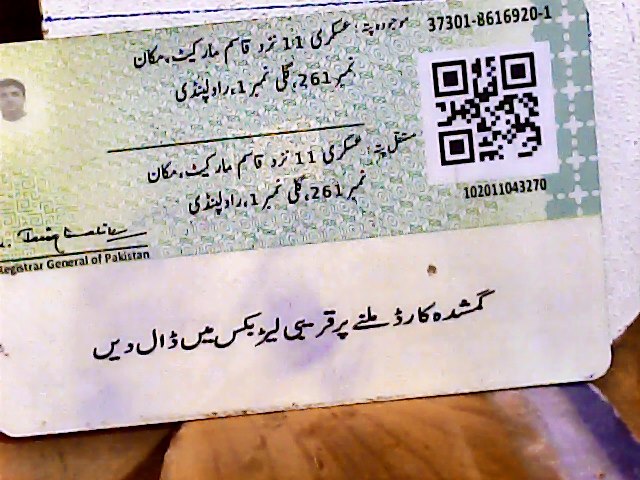 37301-8616920-1
موجودہ پتہ: عسکری 11 نزد قاسم مارکیٹ، مکان
نمبر 261، گلی نمبر 1، راولپنڈی
مستقل پتہ: عسکری 11 نزد قاسم مارکیٹ، مکان
نمبر 261، گلی نمبر 1، راولپنڈی
102011043270
Registrar General of Pakistan
گمشدہ کارڈ ملنے پر قریبی لیٹر بکس میں ڈال دیں